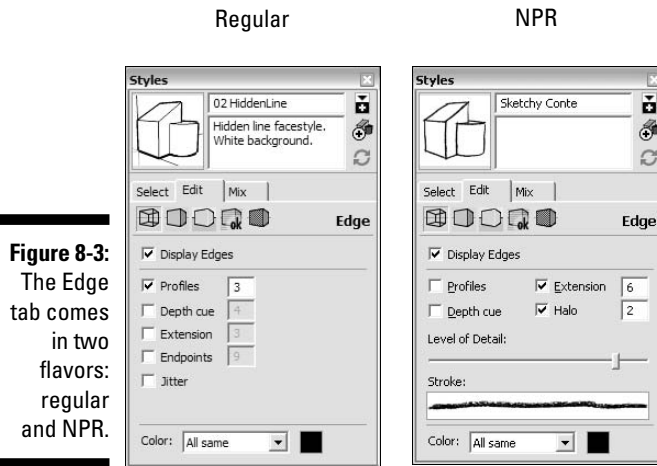 Regular
NPR
Styles
02 HiddenLine
Hidden line facestyle.
White background.
Select Edit Mix
ok
Edge
Display Edges
Profiles 3
Depth cue 4
Extension 3
Endpoints 9
Jitter
Color: All same
Styles
Sketchy Conte
Select Edit Mix
ok
Edge
Display Edges
Profiles
Extension 6
Depth cue
Halo 2
Level of Detail:
Stroke:
Color: All same
Figure 8-3:
The Edge
tab comes
in two
flavors:
regular
and NPR.